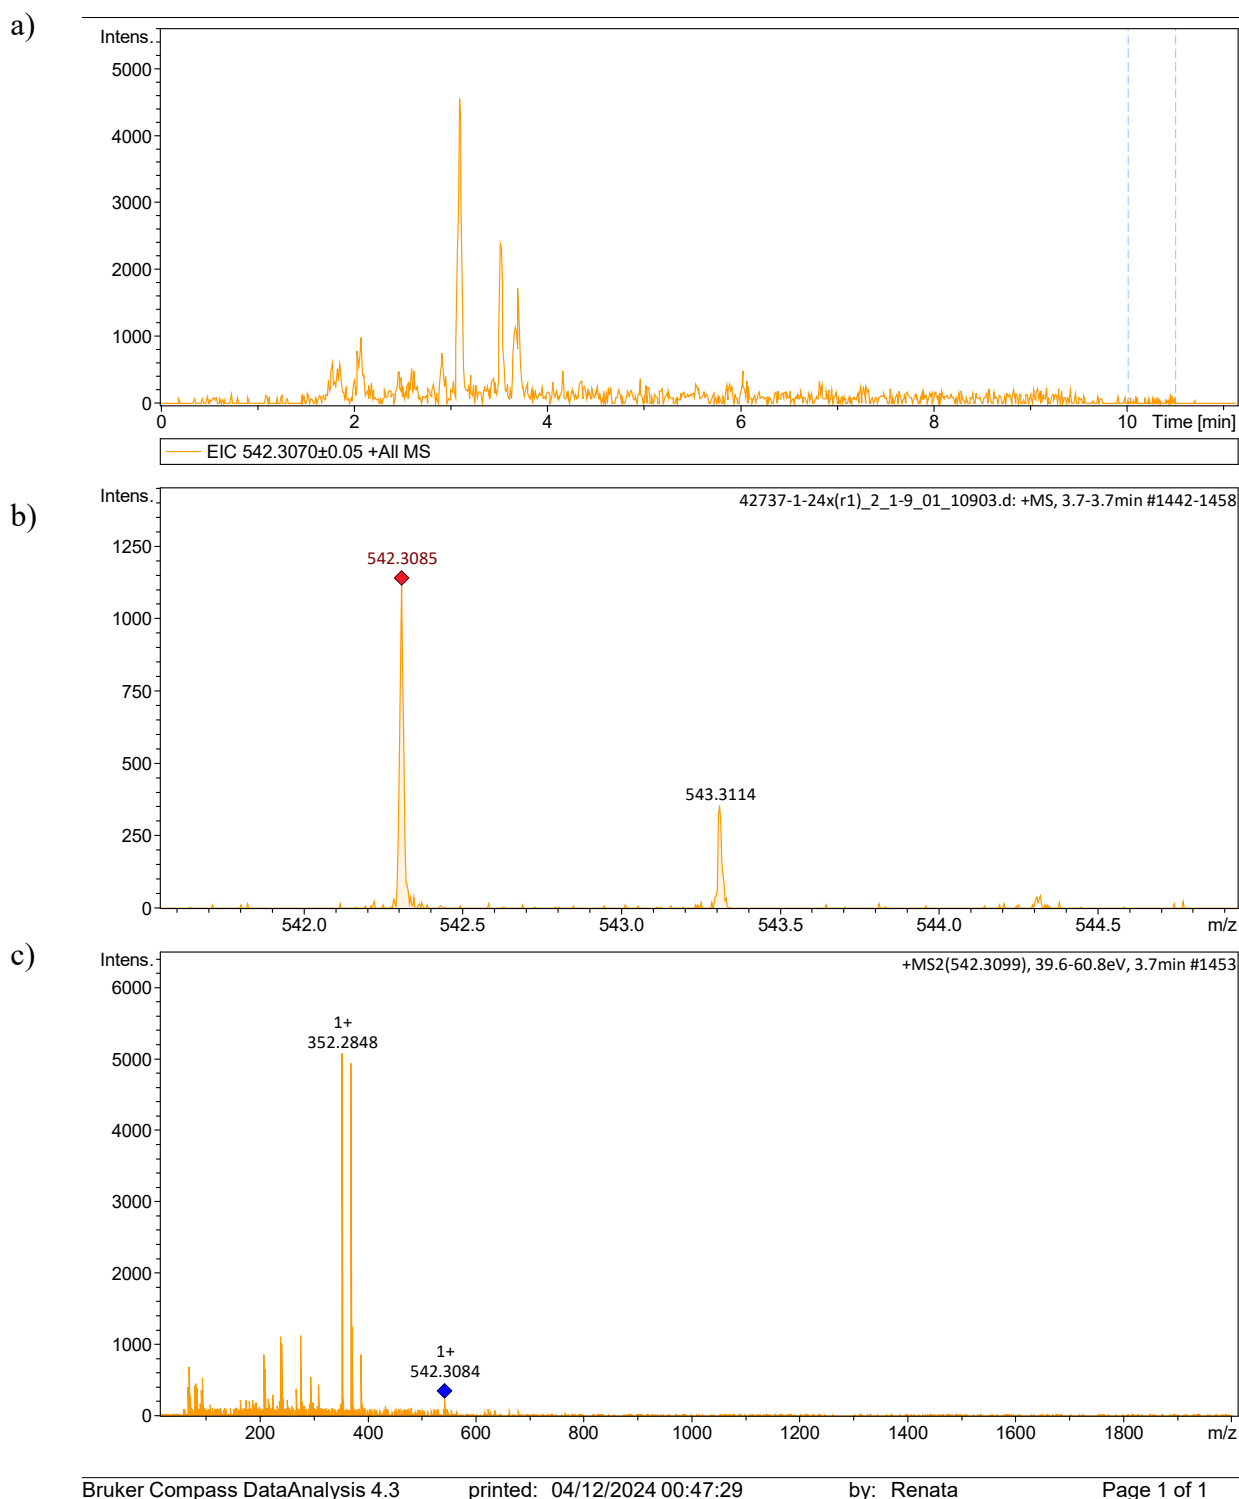 a)
Intens.
5000
4000
3000
2000
1000
0
0 2 4 6 8 10 Time [min]
EIC 542.3070±0.05 +All MS
b)
Intens.
42737-1-24x(r1)_2_1-9_01_10903.d: +MS, 3.7-3.7min #1442-1458
1250
542.3085
1000
750
500
543.3114
250
0
542.0 542.5 543.0 543.5 544.0 544.5 m/z
c)
Intens.
+MS2(542.3099), 39.6-60.8eV, 3.7min #1453
6000
1+
352.2848
5000
4000
3000
2000
1000
1+
542.3084
0
200 400 600 800 1000 1200 1400 1600 1800 m/z
Bruker Compass DataAnalysis 4.3 printed: 04/12/2024 00:47:29 by: Renata Page 1 of 1